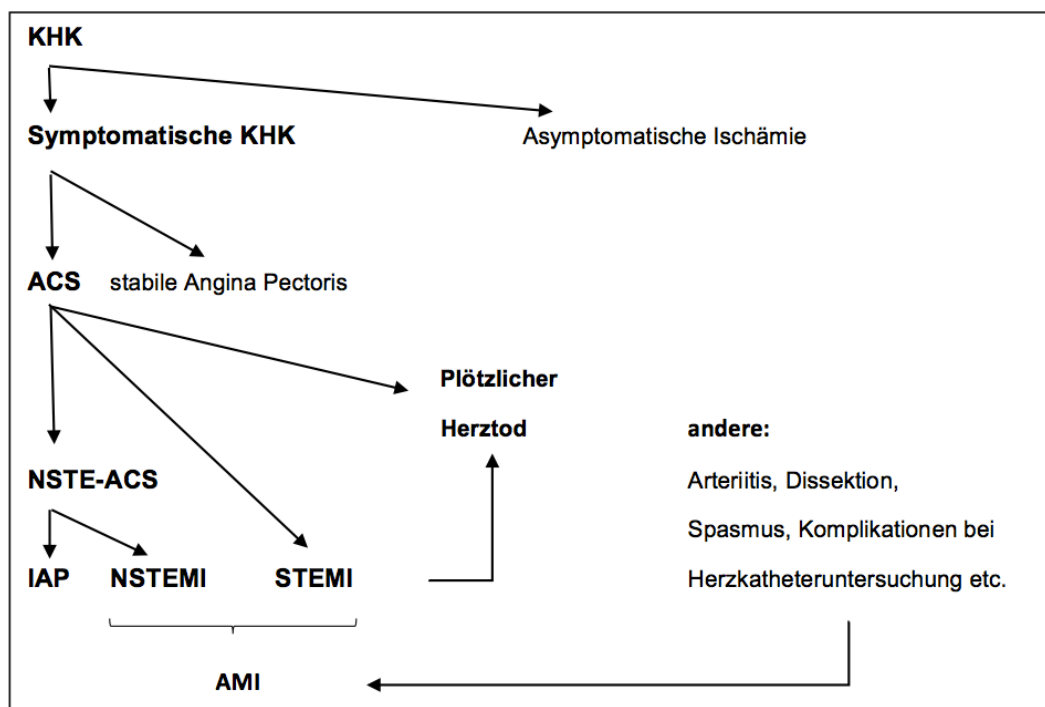 KHK
Symptomatische KHK Asymptomatische Ischämie
ACS stabile Angina Pectoris
Plötzlicher
Herztod andere:
NSTE-ACS Arteriitis, Dissektion,
Spasmus, Komplikationen bei
IAP NSTEMI STEMI Herzkatheteruntersuchung etc.
AMI